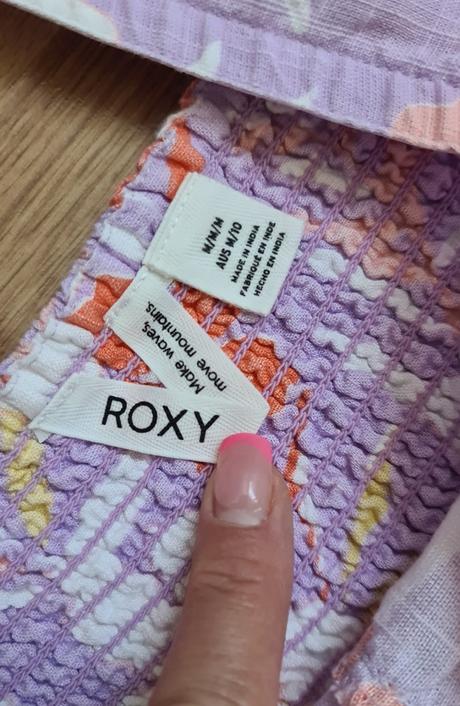 M/M/M
AUS M/10
MADE IN INDIA
FABRIQUÉ EN INDE
HECHO EN INDIA
Make waves,
move mountains.
ROXY